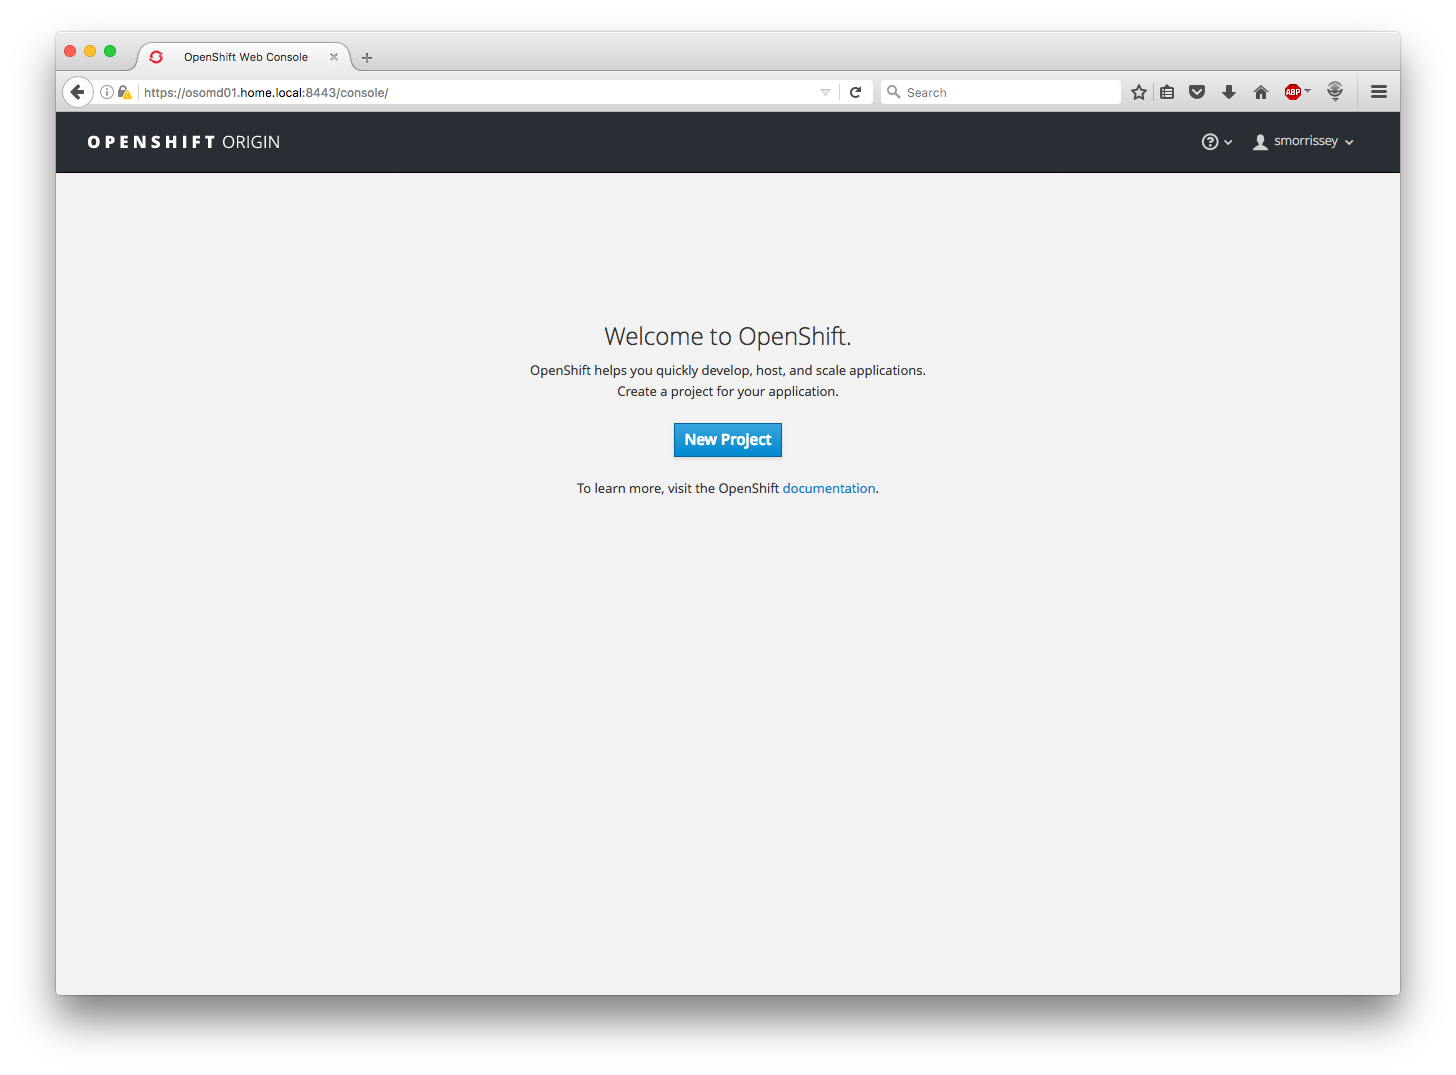 OpenShift Web Console
https://osomd01.home.local:8443/console/
Search
ABP
OPENSHIFT ORIGIN
smorrissey
Welcome to OpenShift.
OpenShift helps you quickly develop, host, and scale applications.
Create a project for your application.
New Project
To learn more, visit the OpenShift documentation.